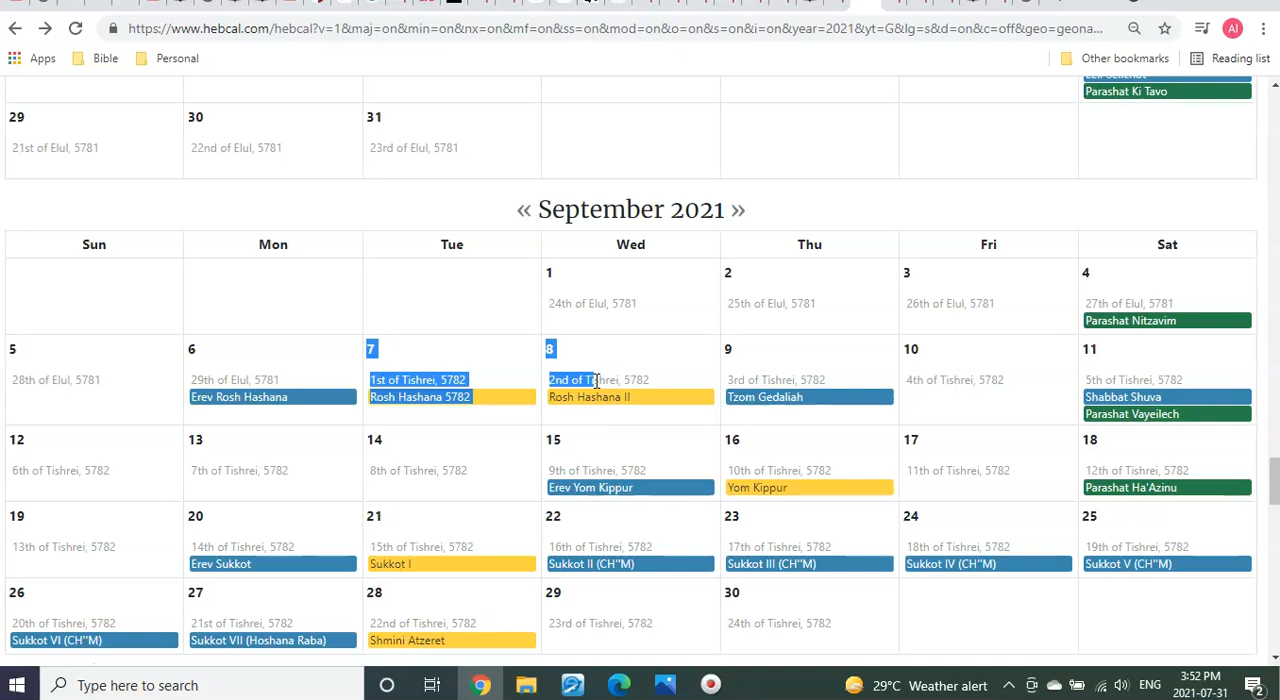 https://www.hebcal.com/hebcal?v=1&maj=on&min=on&nx=on&mf=on&ss=on&mod=on&o=on&s=on&i=on&year=2021&yt=G&lg=s&d=on&c=off&geo=geona...
AI
Apps Bible Personal Other bookmarks Reading list
Parashat Ki Tavo
29 30 31
21st of Elul, 5781 22nd of Elul, 5781 23rd of Elul, 5781
« September 2021 »
Sun Mon Tue Wed Thu Fri Sat
1 2 3 4
24th of Elul, 5781 25th of Elul, 5781 26th of Elul, 5781 27th of Elul, 5781
Parashat Nitzavim
5 6 7 8 9 10 11
28th of Elul, 5781 29th of Elul, 5781 1st of Tishrei, 5782 2nd of Tishrei, 5782 3rd of Tishrei, 5782 4th of Tishrei, 5782 5th of Tishrei, 5782
Erev Rosh Hashana Rosh Hashana 5782 Rosh Hashana II Tzom Gedaliah Shabbat Shuva
Parashat Vayeilech
12 13 14 15 16 17 18
6th of Tishrei, 5782 7th of Tishrei, 5782 8th of Tishrei, 5782 9th of Tishrei, 5782 10th of Tishrei, 5782 11th of Tishrei, 5782 12th of Tishrei, 5782
Erev Yom Kippur Yom Kippur Parashat Ha'Azinu
19 20 21 22 23 24 25
13th of Tishrei, 5782 14th of Tishrei, 5782 15th of Tishrei, 5782 16th of Tishrei, 5782 17th of Tishrei, 5782 18th of Tishrei, 5782 19th of Tishrei, 5782
Erev Sukkot Sukkot I Sukkot II (CH''M) Sukkot III (CH''M) Sukkot IV (CH''M) Sukkot V (CH''M)
26 27 28 29 30
20th of Tishrei, 5782 21st of Tishrei, 5782 22nd of Tishrei, 5782 23rd of Tishrei, 5782 24th of Tishrei, 5782
Sukkot VI (CH''M) Sukkot VII (Hoshana Raba) Shmini Atzeret
Type here to search 29°C Weather alert ENG 3:52 PM
2021-07-31
2